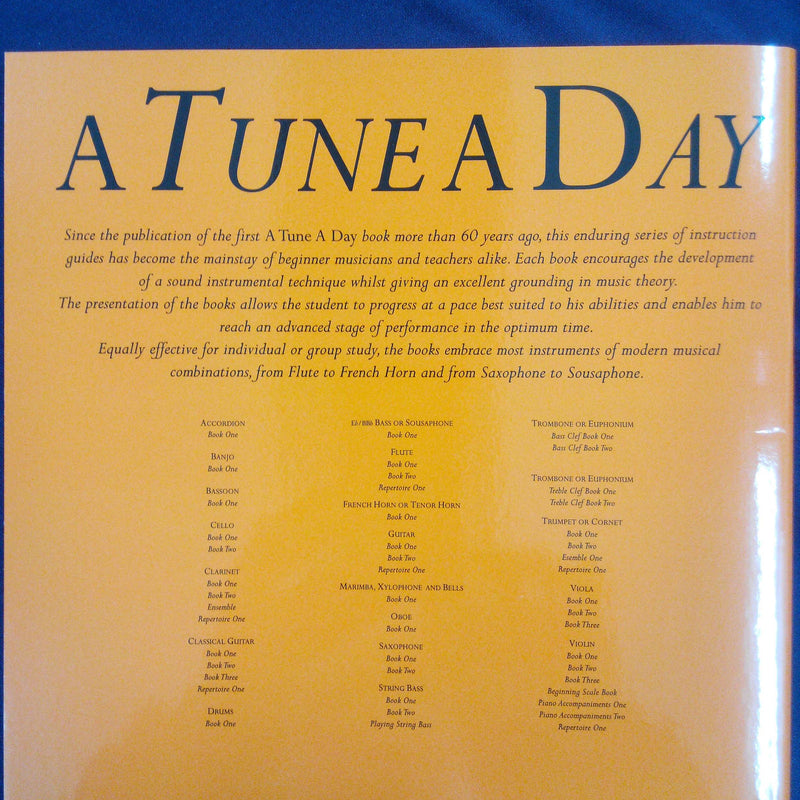 A TUNE A DAY
Since the publication of the first A Tune A Day book more than 60 years ago, this enduring series of instruction
guides has become the mainstay of beginner musicians and teachers alike. Each book encourages the development
of a sound instrumental technique whilst giving an excellent grounding in music theory.
The presentation of the books allows the student to progress at a pace best suited to his abilities and enables him to
reach an advanced stage of performance in the optimum time.
Equally effective for individual or group study, the books embrace most instruments of modern musical
combinations, from Flute to French Horn and from Saxophone to Sousaphone.
ACCORDION
Book One
BANJO
Book One
BASSOON
Book One
CELLO
Book One
Book Two
CLARINET
Book One
Book Two
Ensemble
Repertoire One
CLASSICAL GUITAR
Book One
Book Two
Book Three
Repertoire One
DRUMS
Book One
E♭/BB♭ BASS OR SOUSAPHONE
Book One
FLUTE
Book One
Book Two
Repertoire One
FRENCH HORN OR TENOR HORN
Book One
GUITAR
Book One
Book Two
Repertoire One
MARIMBA, XYLOPHONE AND BELLS
Book One
OBOE
Book One
SAXOPHONE
Book One
Book Two
STRING BASS
Book One
Book Two
Playing String Bass
TROMBONE OR EUPHONIUM
Bass Clef Book One
Bass Clef Book Two
TROMBONE OR EUPHONIUM
Treble Clef Book One
Treble Clef Book Two
TRUMPET OR CORNET
Book One
Book Two
Esemble One
Repertoire One
VIOLA
Book One
Book Two
Book Three
VIOLIN
Book One
Book Two
Book Three
Beginning Scale Book
Piano Accompaniments One
Piano Accompaniments Two
Repertoire One